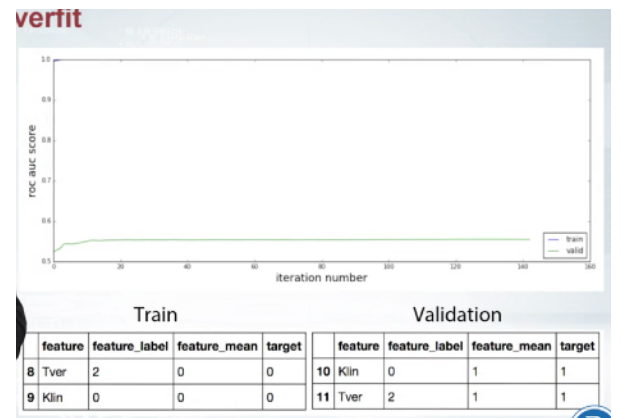 verfit
1.0
0.9
0.8
0.7
0.6
0.5
roc auc score
0 20 40 60 80 100 120 140 160
iteration number
train
valid
Train
feature feature_label feature_mean target
8 Tver 2 0 0
9 Klin 0 0 0
Validation
feature feature_label feature_mean target
10 Klin 0 1 1
11 Tver 2 1 1